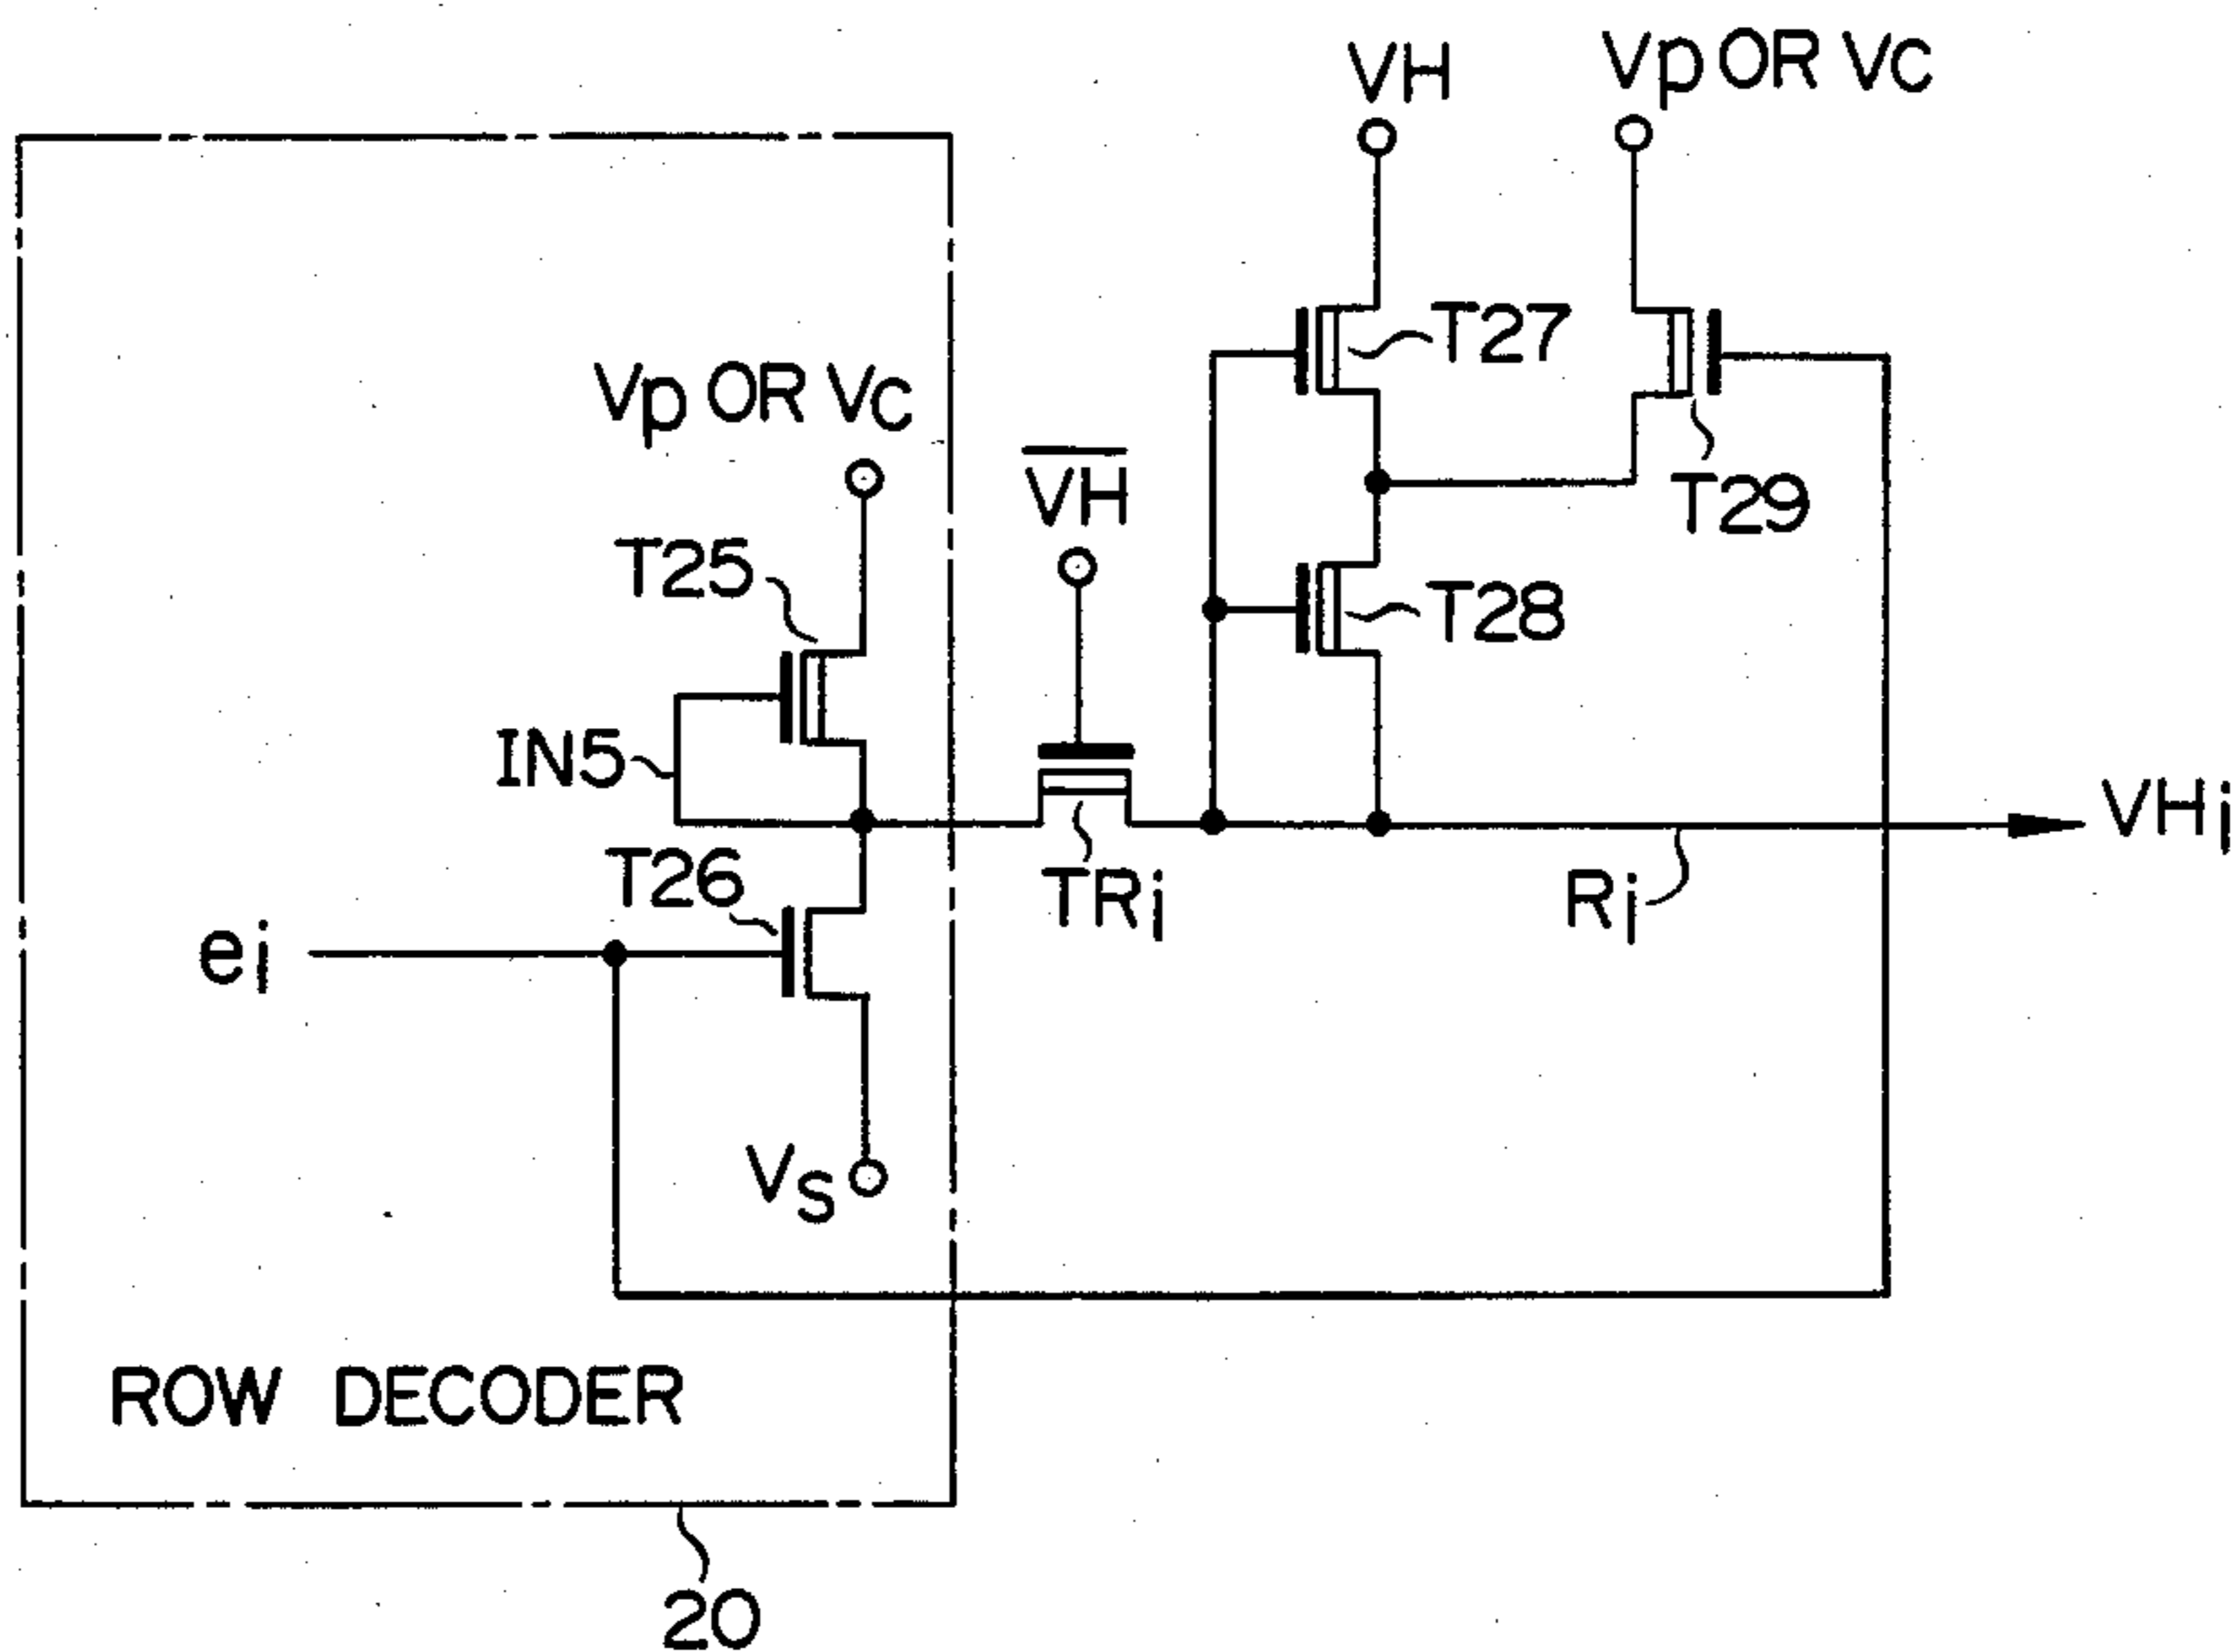 VH
Vp OR Vc
Vp OR Vc
T27
T25
V̅H̅
T29
T28
IN5
VHi
T26
TRi
Ri
ei
Vs
ROW DECODER
20